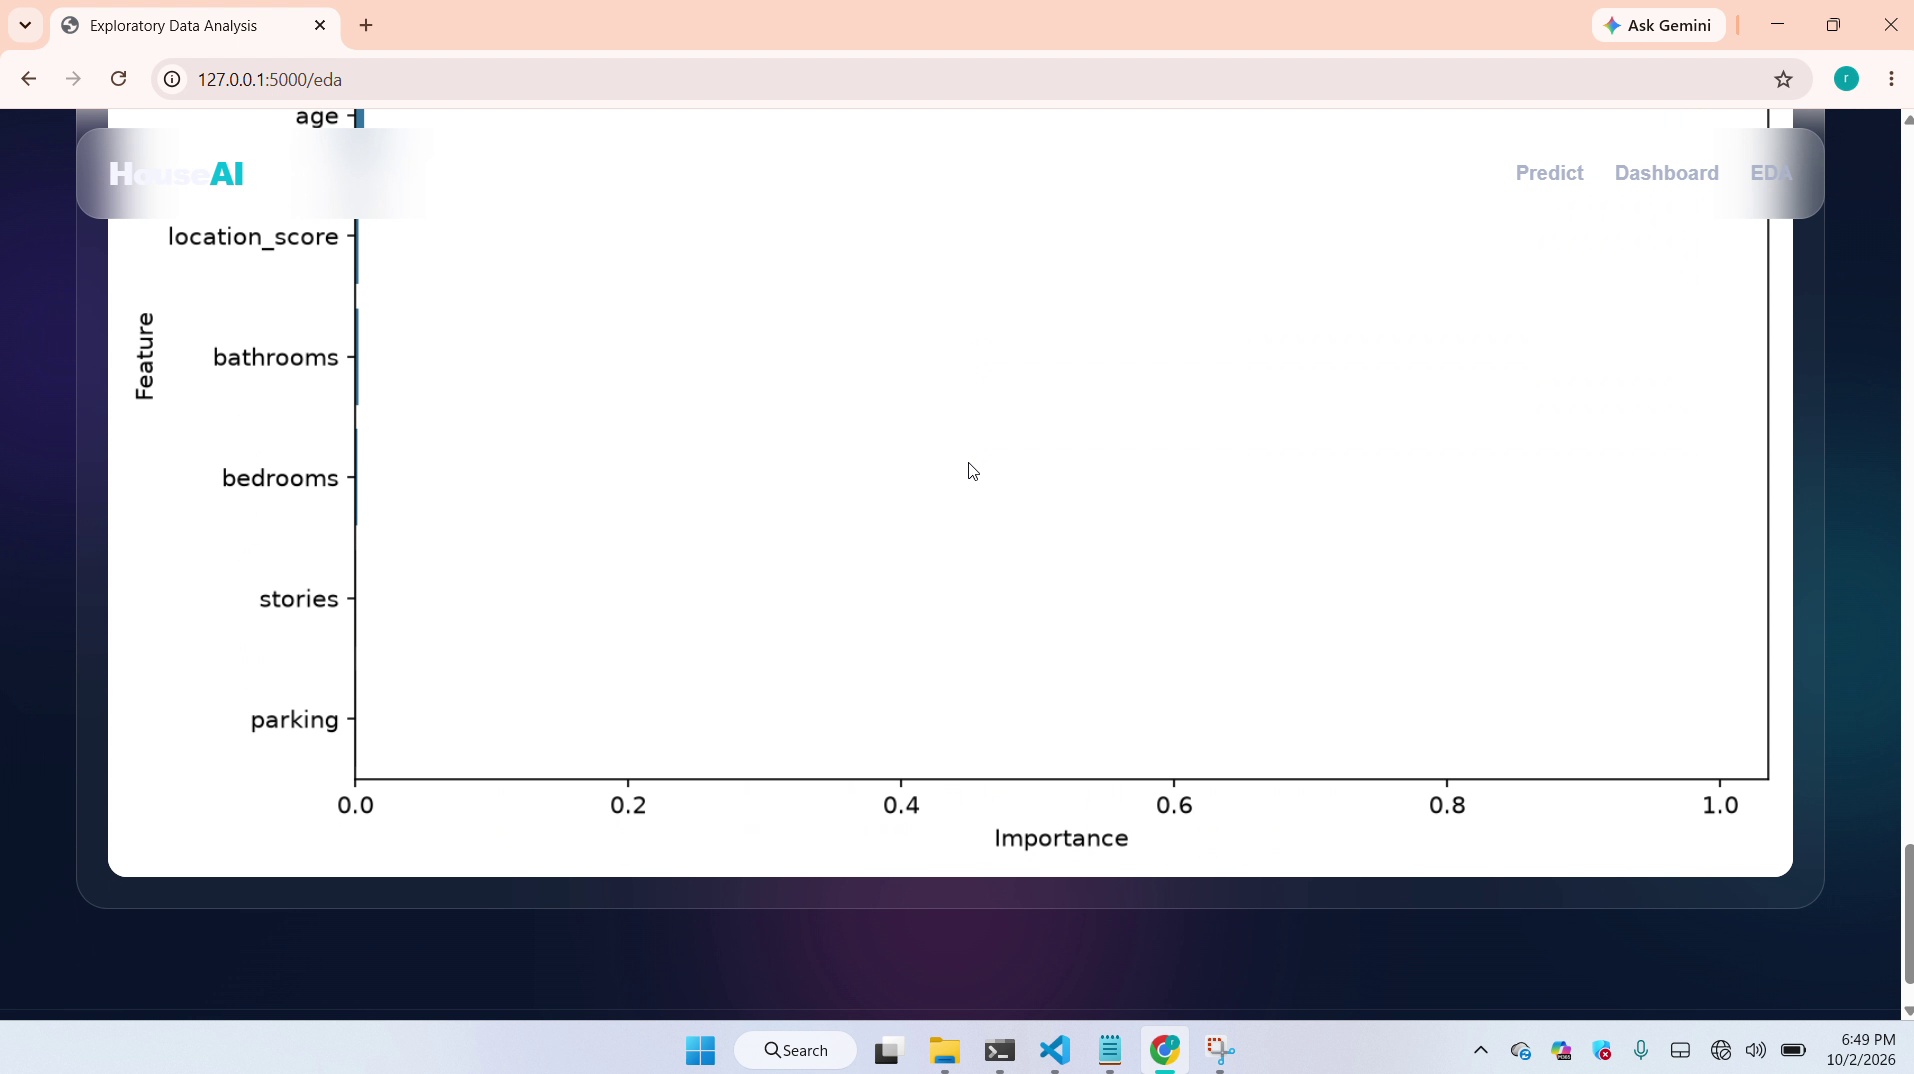 Exploratory Data Analysis
Ask Gemini
127.0.0.1:5000/eda
r
age
HouseAI
Predict
Dashboard
EDA
location_score
Feature
bathrooms
bedrooms
stories
parking
0.0 0.2 0.4 0.6 0.8 1.0
Importance
Search
6:49 PM
10/2/2026